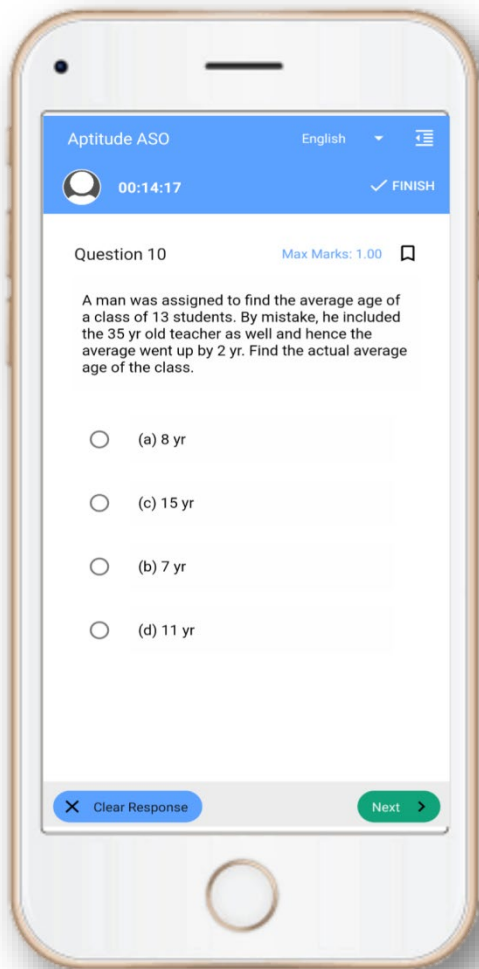 Aptitude ASO English
00:14:17 FINISH
Question 10 Max Marks: 1.00
A man was assigned to find the average age of
a class of 13 students. By mistake, he included
the 35 yr old teacher as well and hence the
average went up by 2 yr. Find the actual average
age of the class.
(a) 8 yr
(c) 15 yr
(b) 7 yr
(d) 11 yr
Clear Response Next